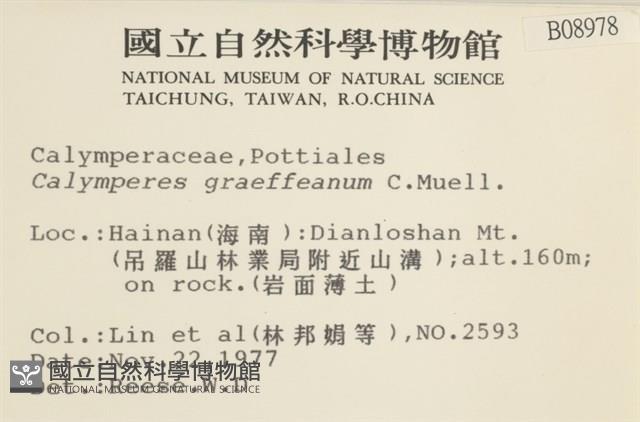 B08978
國立自然科學博物館
NATIONAL MUSEUM OF NATURAL SCIENCE
TAICHUNG, TAIWAN, R.O.CHINA
Calymperaceae,Pottiales
Calymperes graeffeanum C.Muell.
Loc.:Hainan(海南):Dianloshan Mt.
(吊羅山林業局附近山溝);alt.160m;
on rock.(岩面薄土)
Col.:Lin et al(林邦娟等),NO.2593
Date:Nov.22,1977
Det.:Reese.W.D
國立自然科學博物館
NATIONAL MUSEUM OF NATURAL SCIENCE